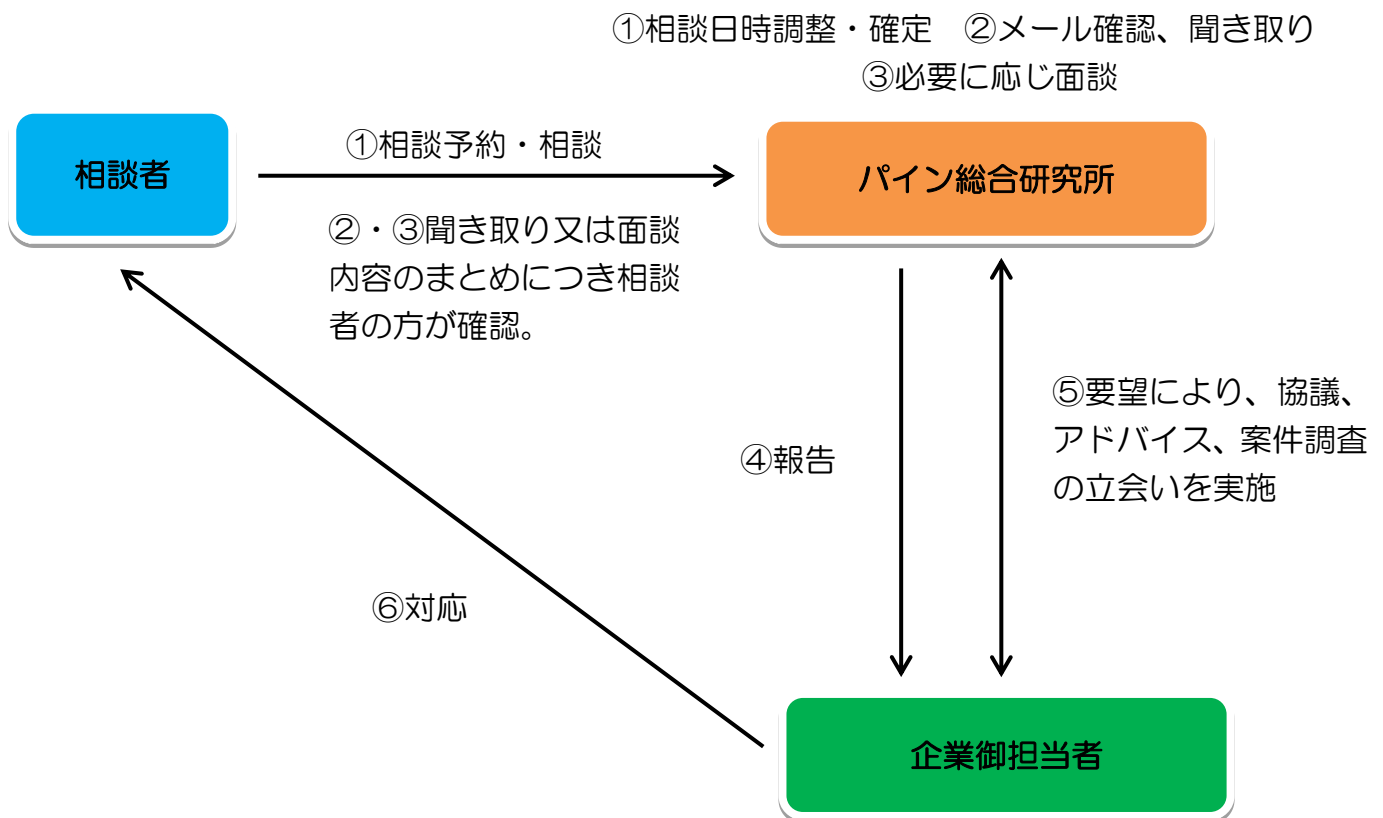 ①相談日時調整・確定　②メール確認、聞き取り
③必要に応じ面談
相談者
①相談予約・相談
パイン総合研究所
②・③聞き取り又は面談
内容のまとめにつき相談
者の方が確認。
④報告
⑤要望により、協議、
アドバイス、案件調査
の立会いを実施
⑥対応
企業御担当者